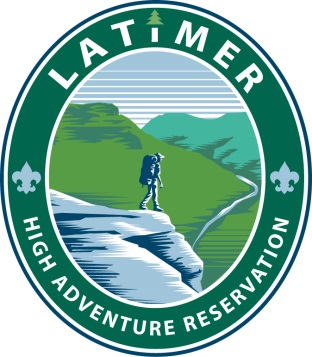 LATiMER
HIGH ADVENTURE RESERVATION